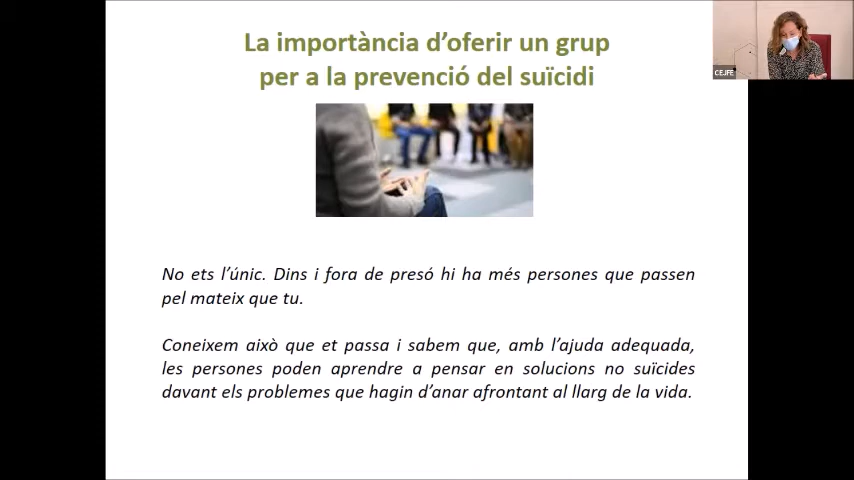 La importància d'oferir un grup
per a la prevenció del suïcidi
CEJFE
No ets l'únic. Dins i fora de presó hi ha més persones que passen
pel mateix que tu.
Coneixem això que et passa i sabem que, amb l'ajuda adequada,
les persones poden aprendre a pensar en solucions no suïcides
davant els problemes que hagin d'anar afrontant al llarg de la vida.